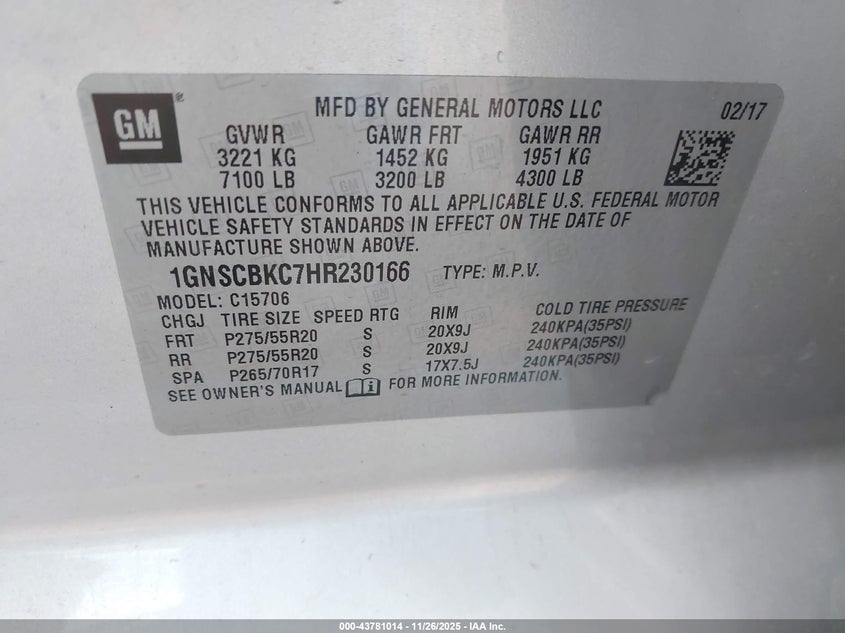 GM ®
MFD BY GENERAL MOTORS LLC 02/17
GVWR GAWR FRT GAWR RR
3221 KG 1452 KG 1951 KG
7100 LB 3200 LB 4300 LB
THIS VEHICLE CONFORMS TO ALL APPLICABLE U.S. FEDERAL MOTOR
VEHICLE SAFETY STANDARDS IN EFFECT ON THE DATE OF
MANUFACTURE SHOWN ABOVE.
1GNSCBKC7HR230166 TYPE: M.P.V.
MODEL: C15706
CHGJ TIRE SIZE SPEED RTG RIM COLD TIRE PRESSURE
FRT P275/55R20 S 20X9J 240KPA(35PSI)
RR P275/55R20 S 20X9J 240KPA(35PSI)
SPA P265/70R17 S 17X7.5J 240KPA(35PSI)
SEE OWNER'S MANUAL i FOR MORE INFORMATION.
000-43781014 - 11/26/2025 - IAA Inc.